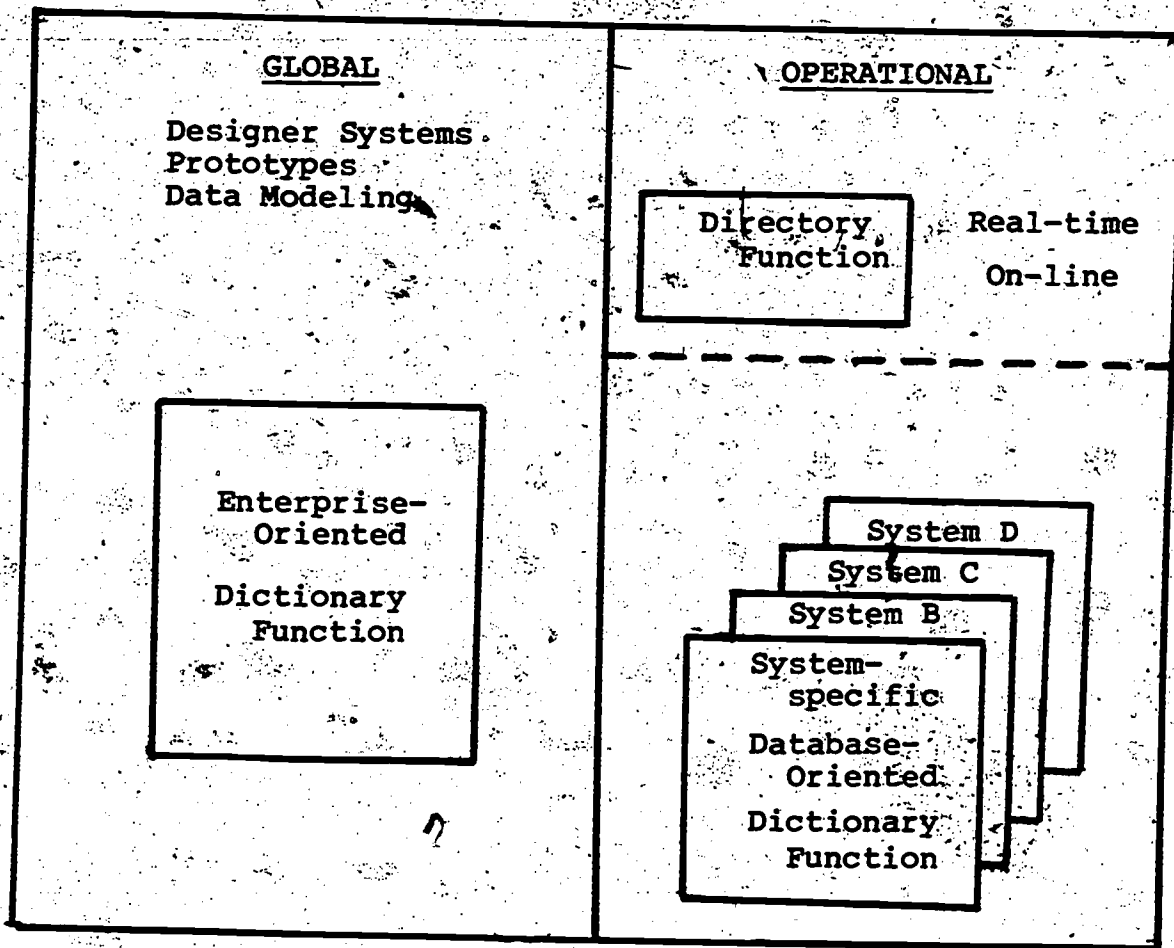 GLOBAL
Designer Systems
Prototypes
Data Modeling
Enterprise-
Oriented
Dictionary
Function
OPERATIONAL
Directory
Function
Real-time
On-line
System D
System C
System B
System-
specific
Database-
Oriented
Dictionary
Function